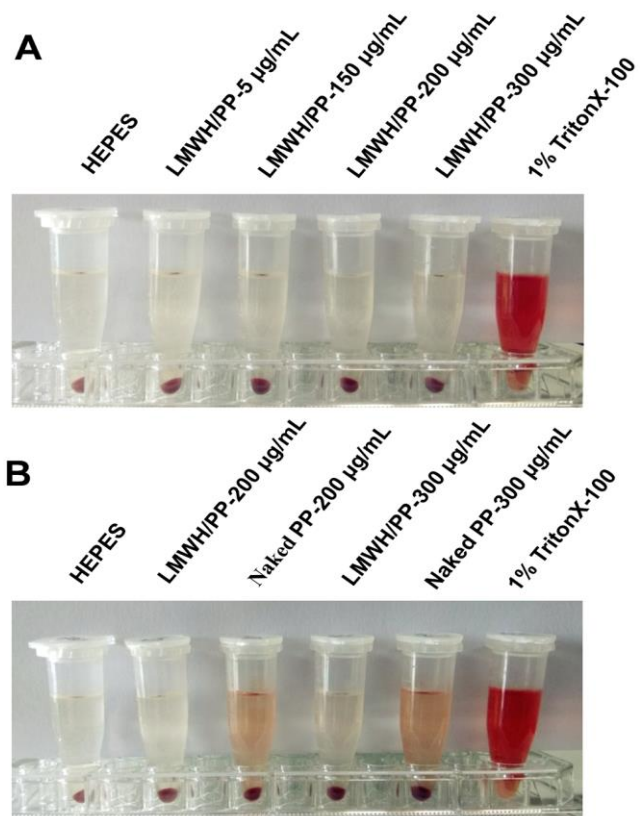 A
HEPES
LMWH/PP-5 µg/mL
LMWH/PP-150 µg/mL
LMWH/PP-200 µg/mL
LMWH/PP-300 µg/mL
1% TritonX-100
B
HEPES
LMWH/PP-200 µg/mL
Naked PP-200 µg/mL
LMWH/PP-300 µg/mL
Naked PP-300 µg/mL
1% TritonX-100